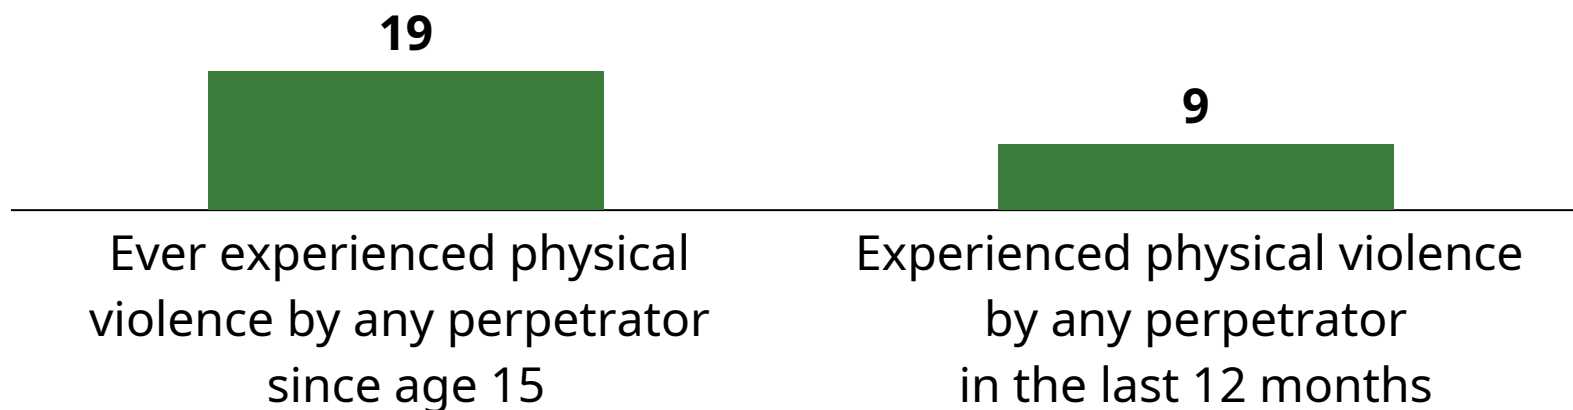 19
9
Ever experienced physical
violence by any perpetrator
since age 15
Experienced physical violence
by any perpetrator
in the last 12 months